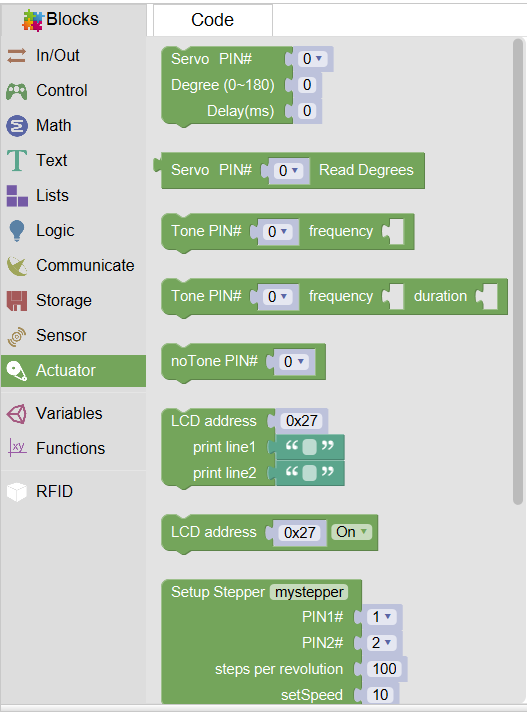 Blocks
Code
In/Out
Control
Math
Text
Lists
Logic
Communicate
Storage
Sensor
Actuator
Variables
xy Functions
RFID
Servo PIN# 0
Degree (0~180) 0
Delay(ms) 0
Servo PIN# 0 Read Degrees
Tone PIN# 0 frequency
Tone PIN# 0 frequency duration
noTone PIN# 0
LCD address 0x27
print line1 “ ”
print line2 “ ”
LCD address 0x27 On
Setup Stepper mystepper
PIN1# 1
PIN2# 2
steps per revolution 100
setSpeed 10